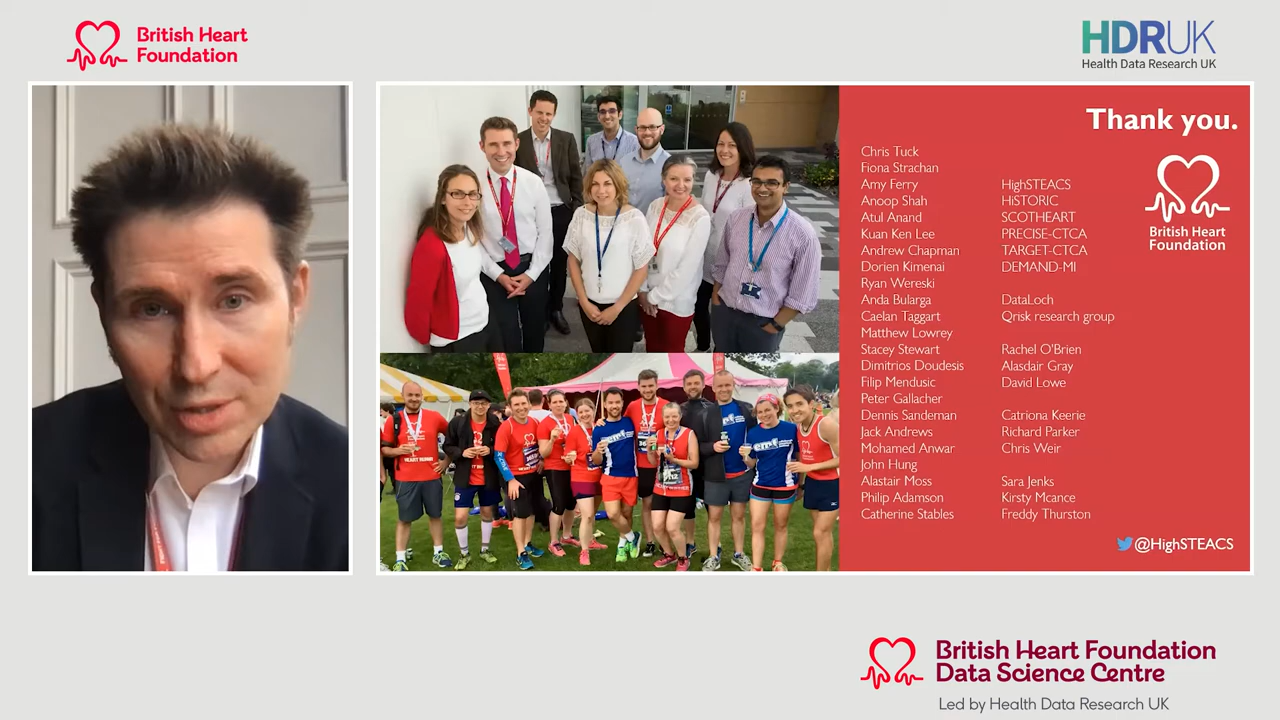 British Heart
Foundation
HDRUK
Health Data Research UK
Thank you.
Chris Tuck
Fiona Strachan
Amy Ferry
Anoop Shah
Atul Anand
Kuan Ken Lee
Andrew Chapman
Dorien Kimenai
Ryan Wereski
Anda Bularga
Caelan Taggart
Matthew Lowrey
Stacey Stewart
Dimitrios Doudesis
Filip Mendusic
Peter Gallacher
Dennis Sandeman
Jack Andrews
Mohamed Anwar
John Hung
Alastair Moss
Philip Adamson
Catherine Stables
HighSTEACS
HiSTORIC
SCOTHEART
PRECISE-CTCA
TARGET-CTCA
DEMAND-MI
DataLoch
Qrisk research group
Rachel O'Brien
Alasdair Gray
David Lowe
Catriona Keerie
Richard Parker
Chris Weir
Sara Jenks
Kirsty Mcance
Freddy Thurston
British Heart
Foundation
@HighSTEACS
British Heart Foundation
Data Science Centre
Led by Health Data Research UK